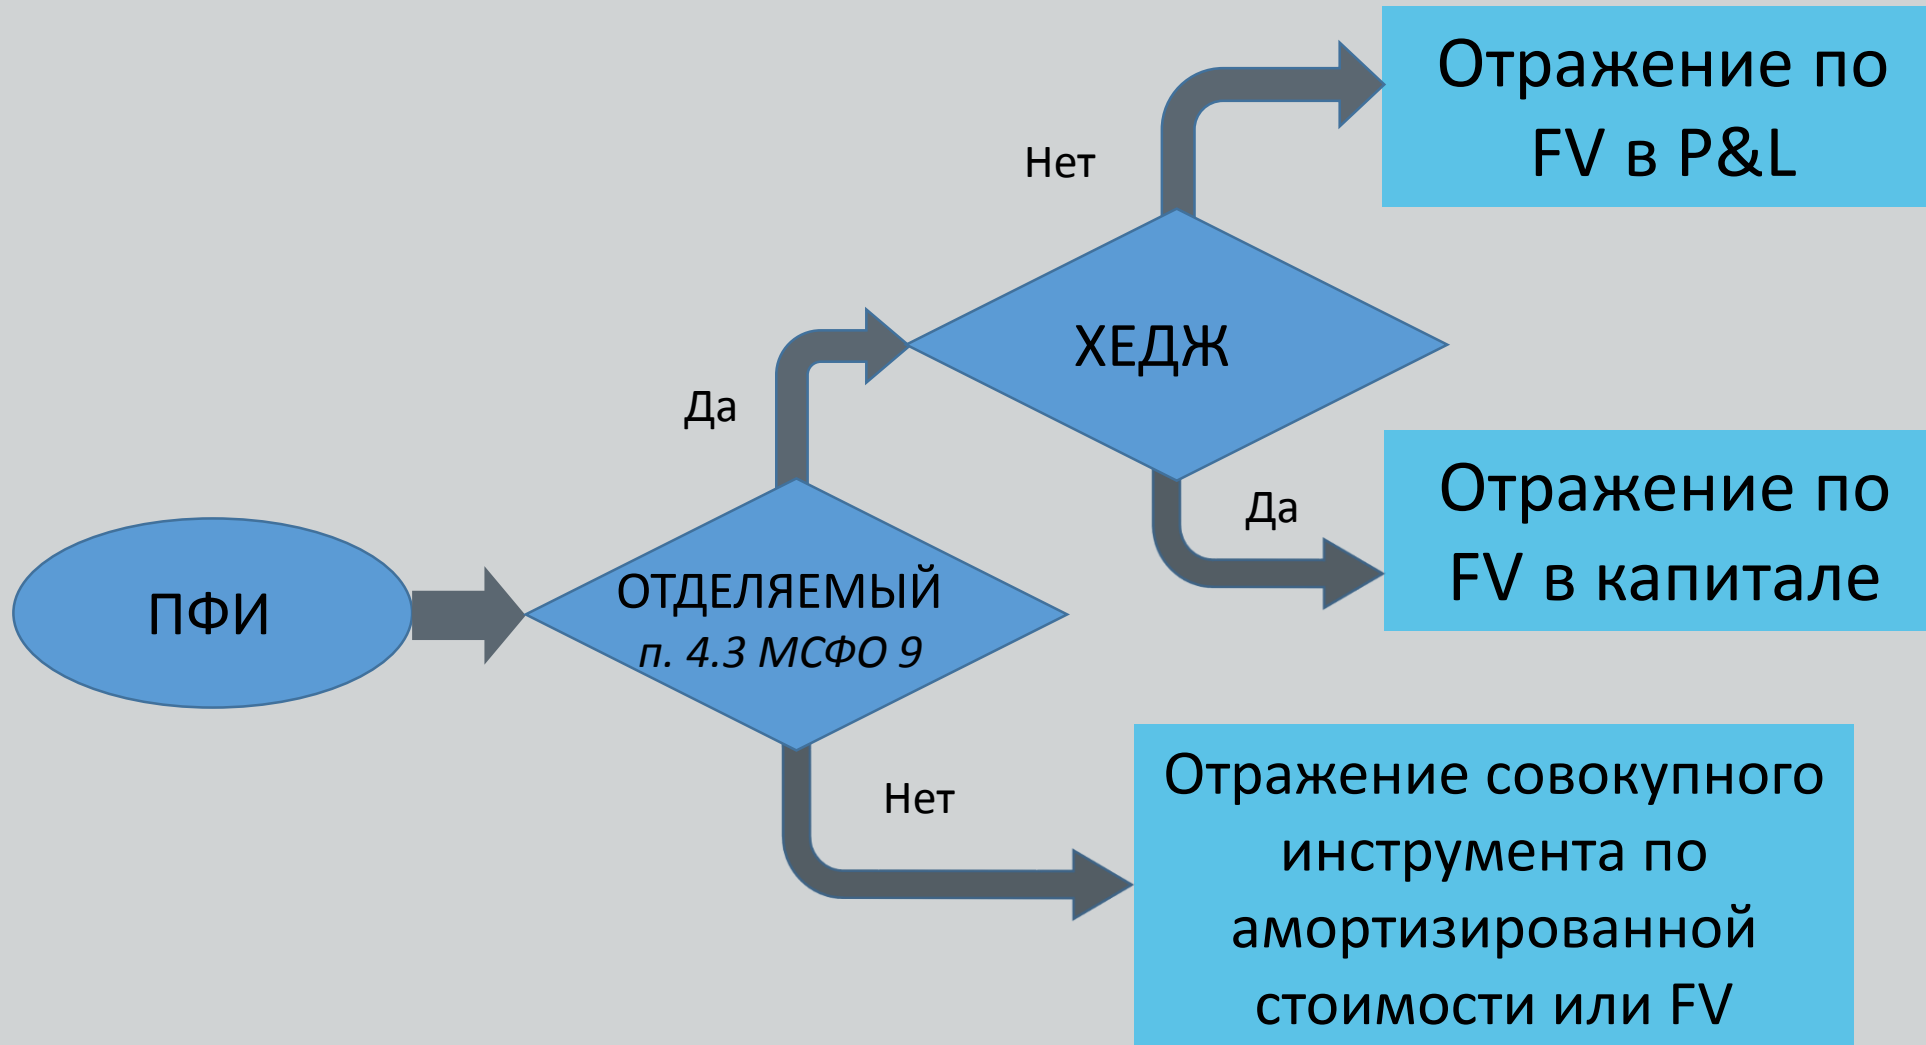 ПФИ
ОТДЕЛЯЕМЫЙ
п. 4.3 МСФО 9
Да
ХЕДЖ
Нет
Отражение по
FV в P&L
Да
Отражение по
FV в капитале
Нет
Отражение совокупного
инструмента по
амортизированной
стоимости или FV